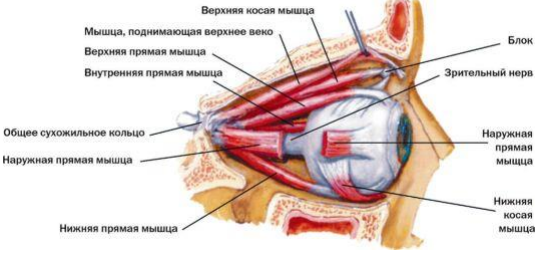 Верхняя косая мышца
Мышца, поднимающая верхнее веко
Верхняя прямая мышца
Внутренняя прямая мышца
Общее сухожильное кольцо
Наружная прямая мышца
Нижняя прямая мышца
Блок
Зрительный нерв
Наружная
прямая
мыщца
Нижняя
косая
мышца